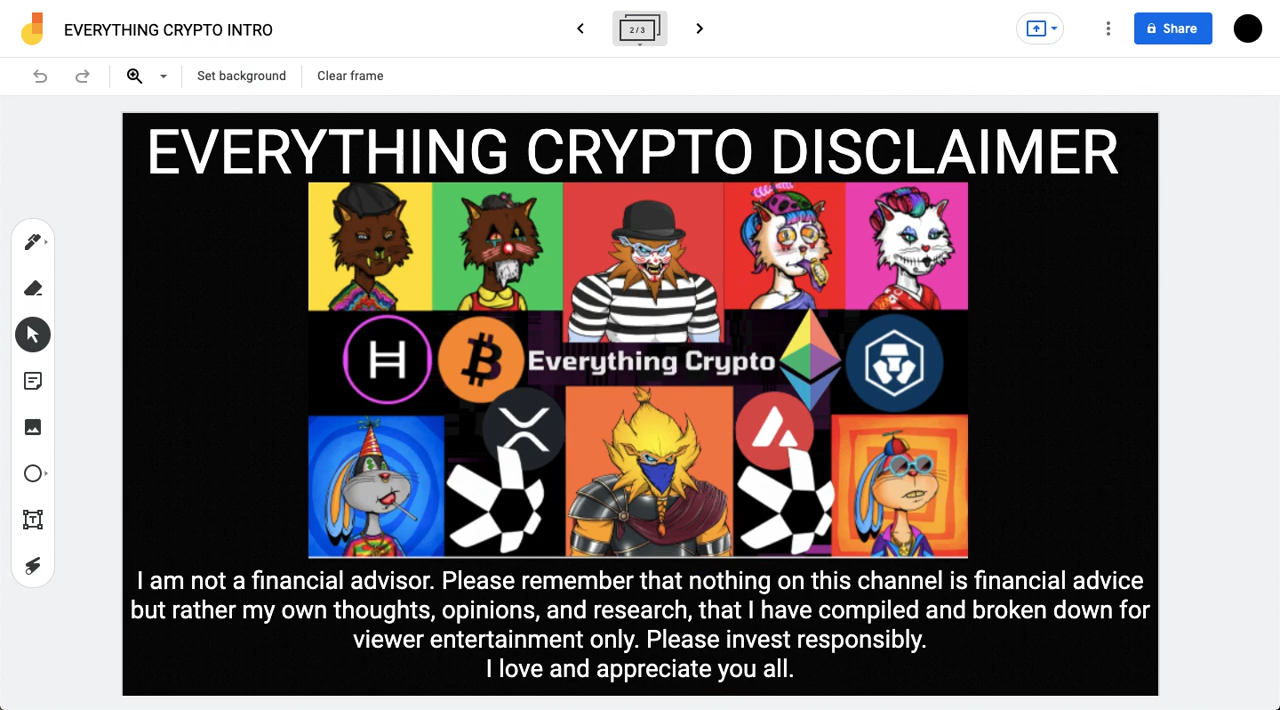 EVERYTHING CRYPTO INTRO
2 / 3
Share
Set background
Clear frame
EVERYTHING CRYPTO DISCLAIMER
Everything Crypto
I am not a financial advisor. Please remember that nothing on this channel is financial advice
but rather my own thoughts, opinions, and research, that I have compiled and broken down for
viewer entertainment only. Please invest responsibly.
I love and appreciate you all.